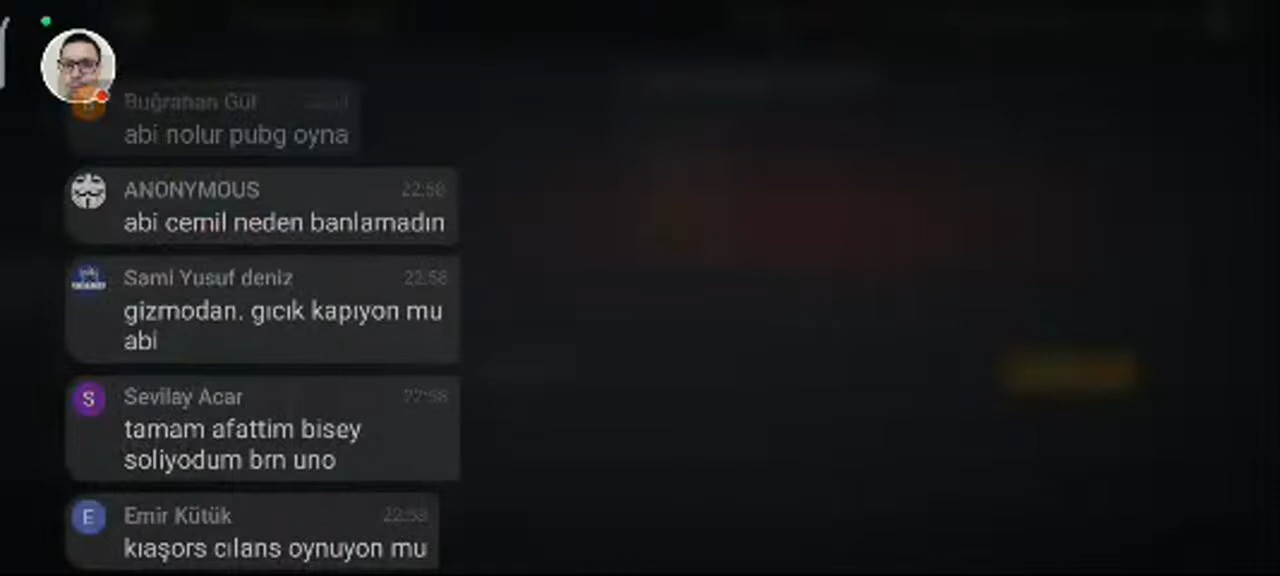 Buğrahan Gül
abi nolur pubg oyna
ANONYMOUS 22:58
abi cemil neden banlamadın
Sami Yusuf deniz 22:58
gizmodan. gıcık kapıyon mu
abi
Sevilay Acar 22:58
tamam afattim bisey
soliyodum brn uno
Emir Kütük 22:58
kıaşors cılans oynuyon mu